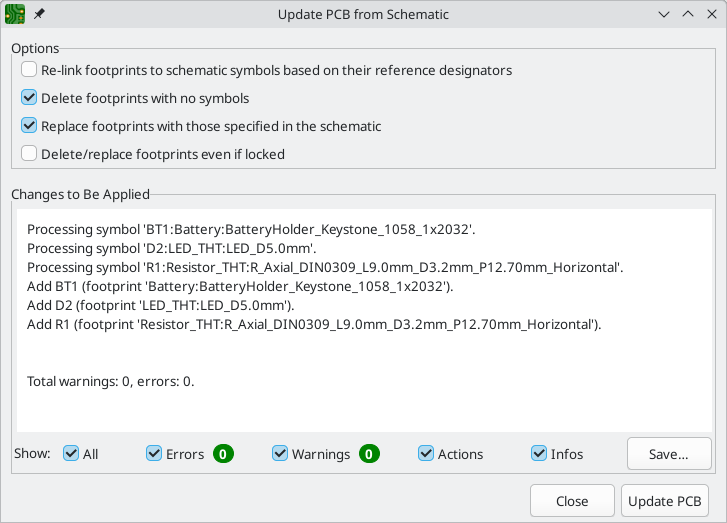 Update PCB from Schematic
Options
Re-link footprints to schematic symbols based on their reference designators
Delete footprints with no symbols
Replace footprints with those specified in the schematic
Delete/replace footprints even if locked
Changes to Be Applied
Processing symbol 'BT1:Battery:BatteryHolder_Keystone_1058_1x2032'.
Processing symbol 'D2:LED_THT:LED_D5.0mm'.
Processing symbol 'R1:Resistor_THT:R_Axial_DIN0309_L9.0mm_D3.2mm_P12.70mm_Horizontal'.
Add BT1 (footprint 'Battery:BatteryHolder_Keystone_1058_1x2032').
Add D2 (footprint 'LED_THT:LED_D5.0mm').
Add R1 (footprint 'Resistor_THT:R_Axial_DIN0309_L9.0mm_D3.2mm_P12.70mm_Horizontal').
Total warnings: 0, errors: 0.
Show: All Errors 0 Warnings 0 Actions Infos Save...
Close Update PCB